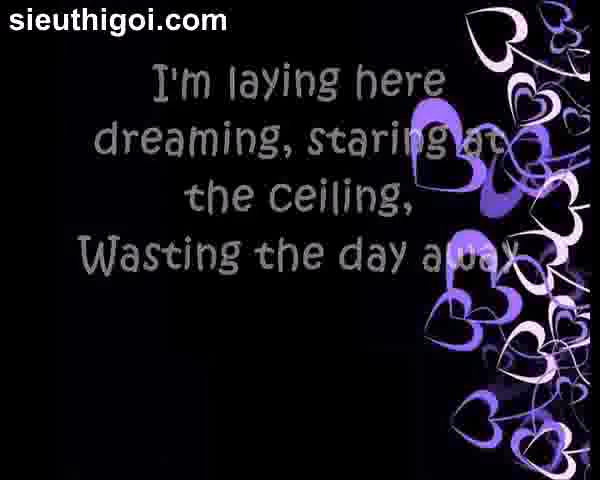 sieuthigoi.com
I'm laying here
dreaming, staring at
the ceiling,
Wasting the day away